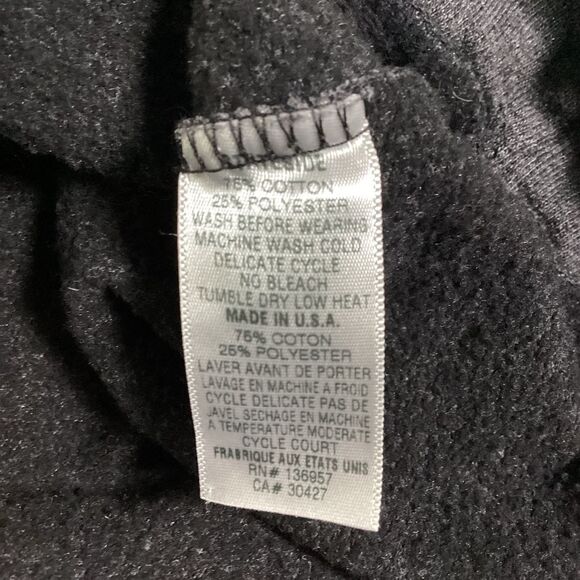 75% COTTON
25% POLYESTER
WASH BEFORE WEARING
MACHINE WASH COLD
DELICATE CYCLE
NO BLEACH
TUMBLE DRY LOW HEAT
MADE IN U.S.A.
75% COTON
25% POLYESTER
LAVER AVANT DE PORTER
LAVAGE EN MACHINE A FROID
CYCLE DELICATE PAS DE
JAVEL SECHAGE EN MACHINE
A TEMPERATURE MODERATE
CYCLE COURT
FRABRIQUE AUX ETATS UNIS
RN# 136957
CA# 30427